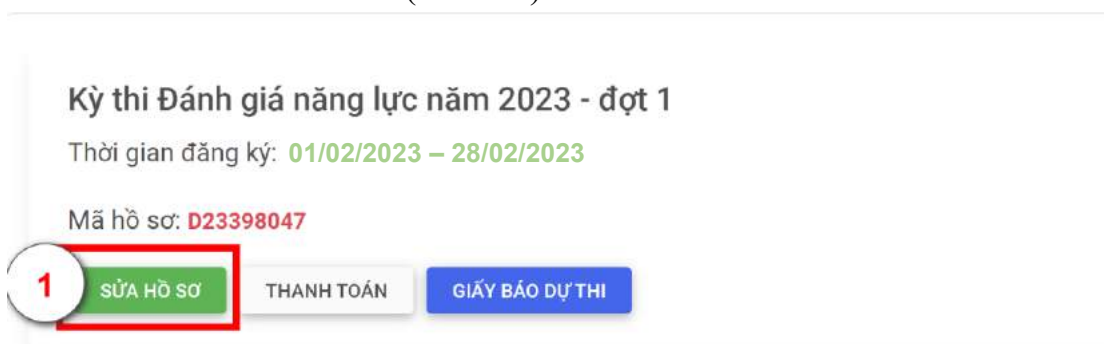 Kỳ thi Đánh giá năng lực năm 2023 - đợt 1
Thời gian đăng ký: 01/02/2023 – 28/02/2023
Mã hồ sơ: D23398047
1 SỬA HỒ SƠ THANH TOÁN GIẤY BÁO DỰ THI